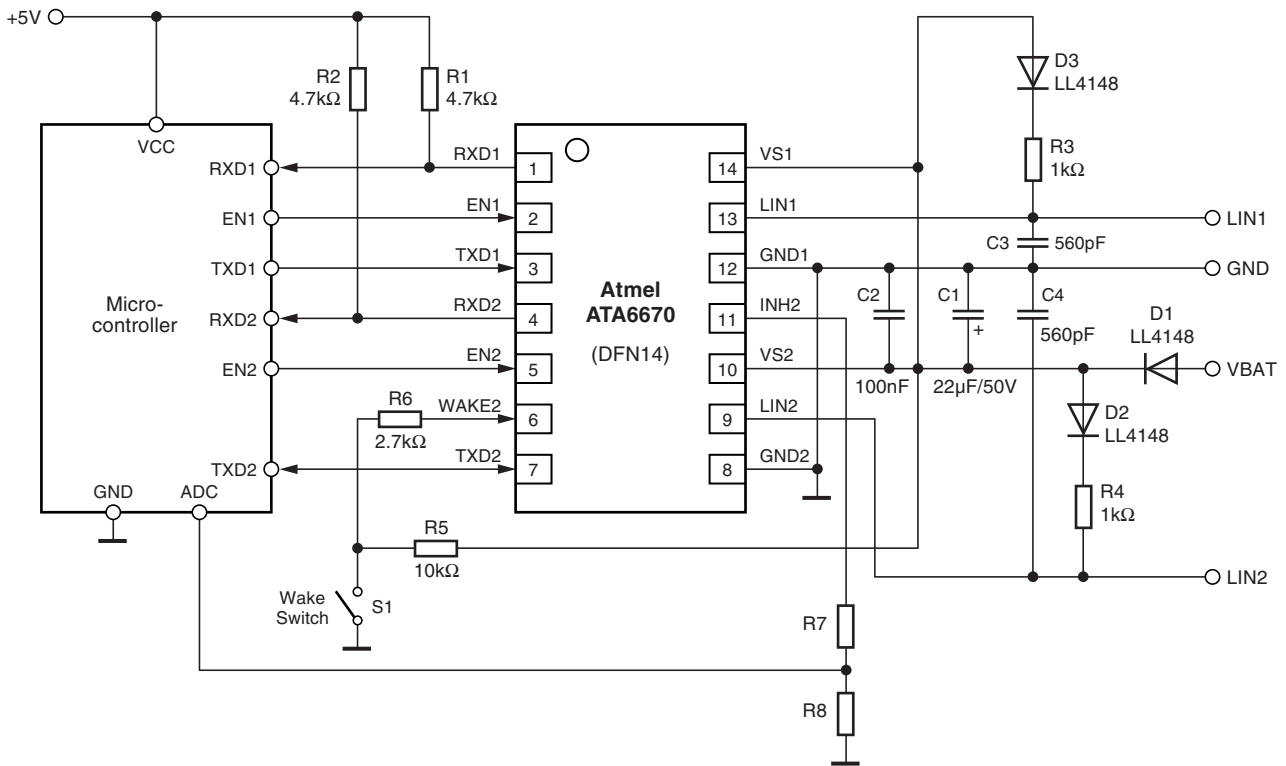 +5V
VCC
R2
4.7kΩ
R1
4.7kΩ
RXD1
EN1
TXD1
RXD2
EN2
TXD2
Micro-
controller
GND
ADC
RXD1
EN1
TXD1
RXD2
EN2
WAKE2
TXD2
R6
2.7kΩ
R5
10kΩ
Wake
Switch
S1
1
2
3
4
5
6
7
Atmel
ATA6670
(DFN14)
14
13
12
11
10
9
8
VS1
LIN1
GND1
INH2
VS2
LIN2
GND2
D3
LL4148
R3
1kΩ
C3
560pF
C2
100nF
C1
+
22µF/50V
C4
560pF
D1
LL4148
D2
LL4148
R4
1kΩ
LIN1
GND
VBAT
LIN2
R7
R8